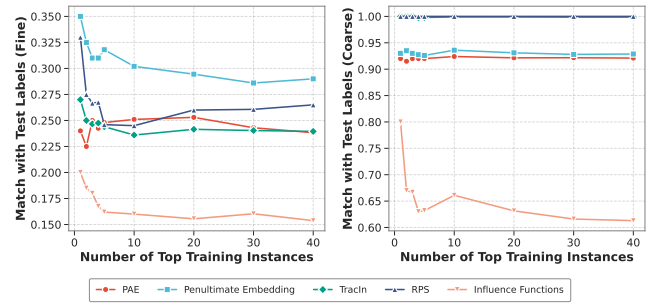 Match with Test Labels (Fine)
0.350
0.325
0.300
0.275
0.250
0.225
0.200
0.175
0.150
0 10 20 30 40
Number of Top Training Instances
Match with Test Labels (Coarse)
1.00
0.95
0.90
0.85
0.80
0.75
0.70
0.65
0.60
0 10 20 30 40
Number of Top Training Instances
PAE Penultimate Embedding TracIn RPS Influence Functions